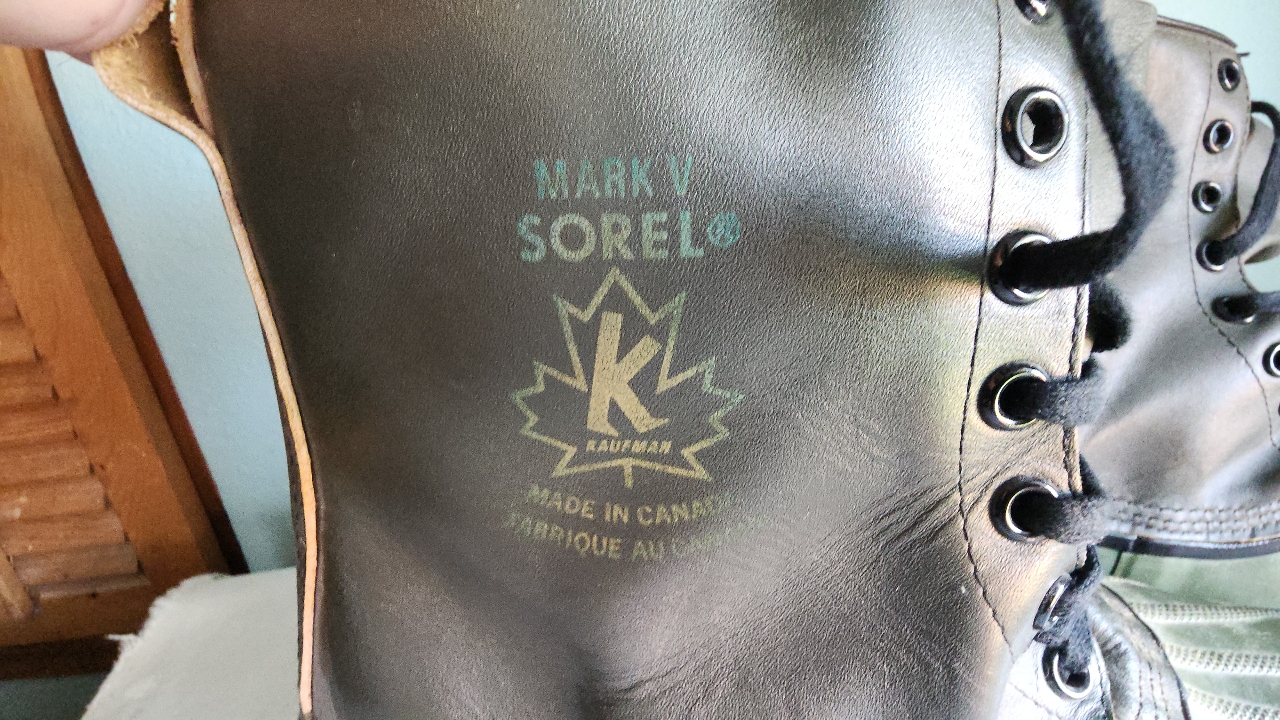 MARK V
SOREL®
K
KAUFMAN
MADE IN CANADA
FABRIQUE AU